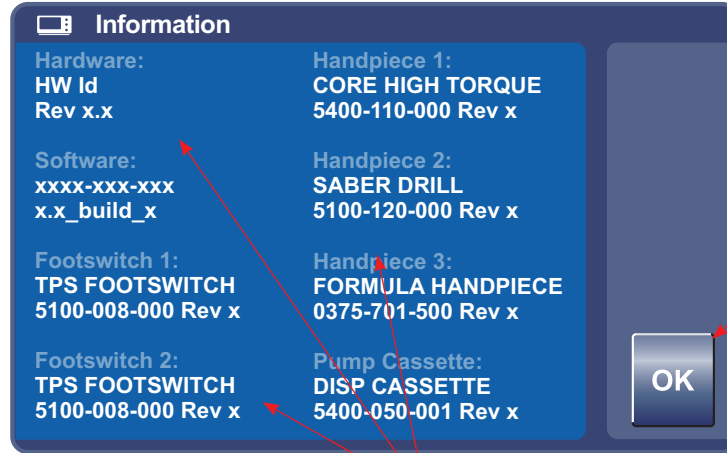 Information
Hardware:
HW Id
Rev x.x
Software:
xxxx-xxx-xxx
x.x_build_x
Footswitch 1:
TPS FOOTSWITCH
5100-008-000 Rev x
Footswitch 2:
TPS FOOTSWITCH
5100-008-000 Rev x
Handpiece 1:
CORE HIGH TORQUE
5400-110-000 Rev x
Handpiece 2:
SABER DRILL
5100-120-000 Rev x
Handpiece 3:
FORMULA HANDPIECE
0375-701-500 Rev x
Pump Cassette:
DISP CASSETTE
5400-050-001 Rev x
OK